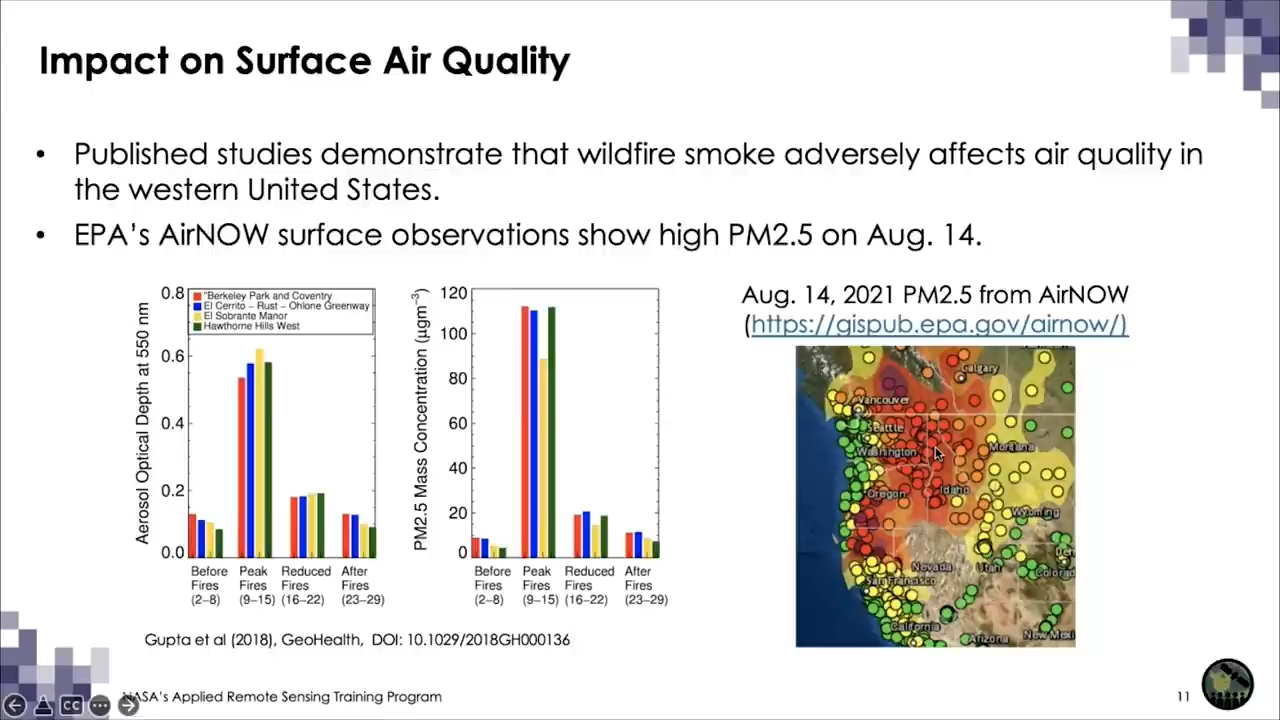 Impact on Surface Air Quality
• Published studies demonstrate that wildfire smoke adversely affects air quality in
the western United States.
• EPA’s AirNOW surface observations show high PM2.5 on Aug. 14.
Aerosol Optical Depth at 550 nm
0.8
0.6
0.4
0.2
0.0
"Berkeley Park and Coventry
El Cerrito – Rust – Ohlone Greenway
El Sobrante Manor
Hawthorne Hills West
Before Fires (2–8)
Peak Fires (9–15)
Reduced Fires (16–22)
After Fires (23–29)
PM2.5 Mass Concentration (µgm⁻³)
120
100
80
60
40
20
0
Before Fires (2–8)
Peak Fires (9–15)
Reduced Fires (16–22)
After Fires (23–29)
Gupta et al (2018), GeoHealth, DOI: 10.1029/2018GH000136
Aug. 14, 2021 PM2.5 from AirNOW
(https://gispub.epa.gov/airnow/)
Calgary
Vancouver
Seattle
Washington
Montana
Oregon
Idaho
Wyoming
Nevada
Utah
Den
Colorad
San Francisco
California
Arizona
New Mexi
NASA’s Applied Remote Sensing Training Program
11
CC